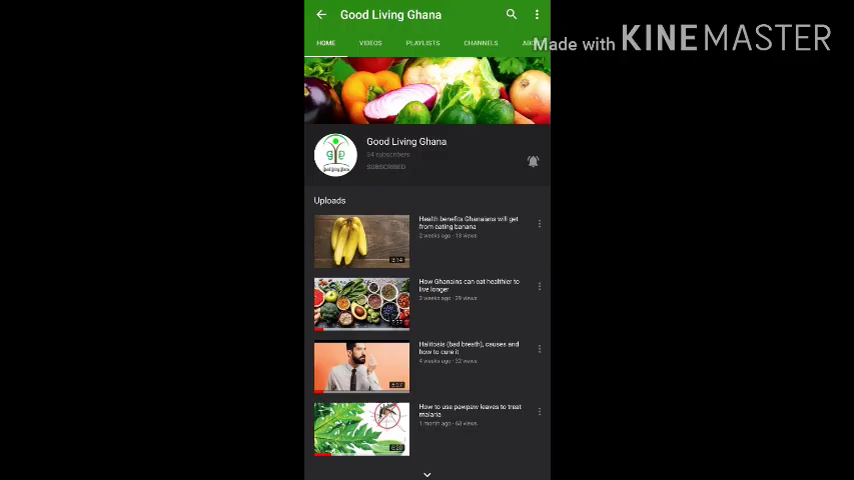 Good Living Ghana
HOME VIDEOS PLAYLISTS CHANNELS
Made with KINEMASTER
Good Living Ghana
subscribers
SUBSCRIBED
Uploads
Health benefits Ghanaians will get
from eating banana
2 weeks ago
How Ghanains can eat healthier to
live longer
weeks ago
Halitosis (bad breath), causes and
how to cure it
4 weeks ago
How to use pawpaw leaves to treat
malaria
1 month ago